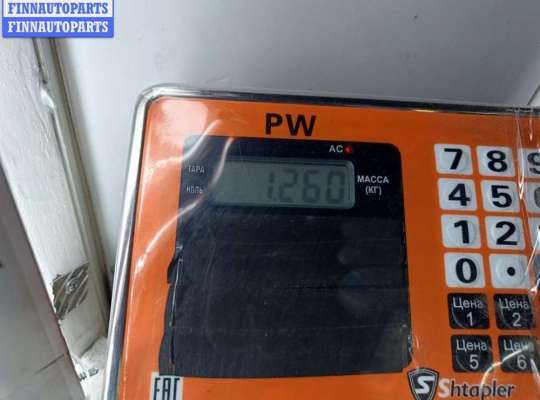 FINNAUTOPARTS
FINNAUTOPARTS
PW
AC
ТАРА
НОЛЬ
1.260
МАССА
(КГ)
7 8 9
4 5
1 2
0 .
Цена
1
Цена
2
Цена
5
Цена
6
EAC
S Shtapler